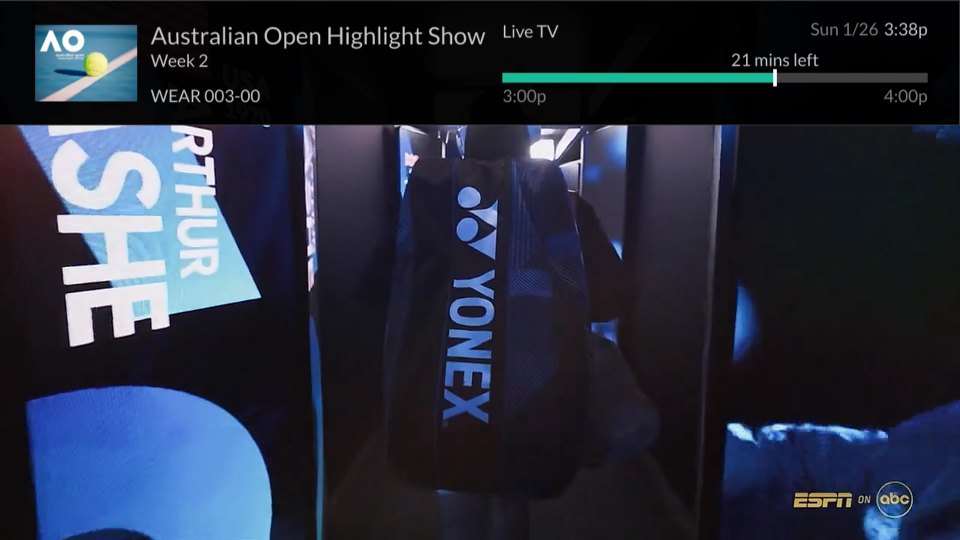 AO
Australian Open Highlight Show
Week 2
WEAR 003-00
Live TV
Sun 1/26 3:38p
21 mins left
3:00p
4:00p
RTHUR
SHE
YONEX
ESPN ON abc